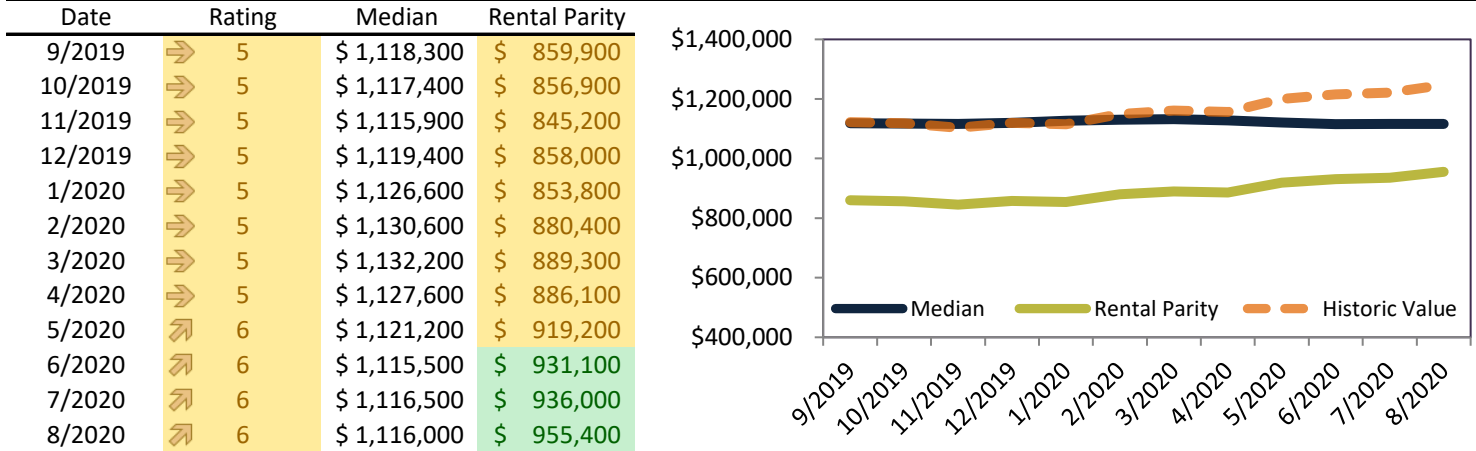 Date Rating Median Rental Parity
9/2019 5 $ 1,118,300 $ 859,900
10/2019 5 $ 1,117,400 $ 856,900
11/2019 5 $ 1,115,900 $ 845,200
12/2019 5 $ 1,119,400 $ 858,000
1/2020 5 $ 1,126,600 $ 853,800
2/2020 5 $ 1,130,600 $ 880,400
3/2020 5 $ 1,132,200 $ 889,300
4/2020 5 $ 1,127,600 $ 886,100
5/2020 6 $ 1,121,200 $ 919,200
6/2020 6 $ 1,115,500 $ 931,100
7/2020 6 $ 1,116,500 $ 936,000
8/2020 6 $ 1,116,000 $ 955,400
$1,400,000
$1,200,000
$1,000,000
$800,000
$600,000
$400,000
Median Rental Parity Historic Value
9/2019 10/2019 11/2019 12/2019 1/2020 2/2020 3/2020 4/2020 5/2020 6/2020 7/2020 8/2020